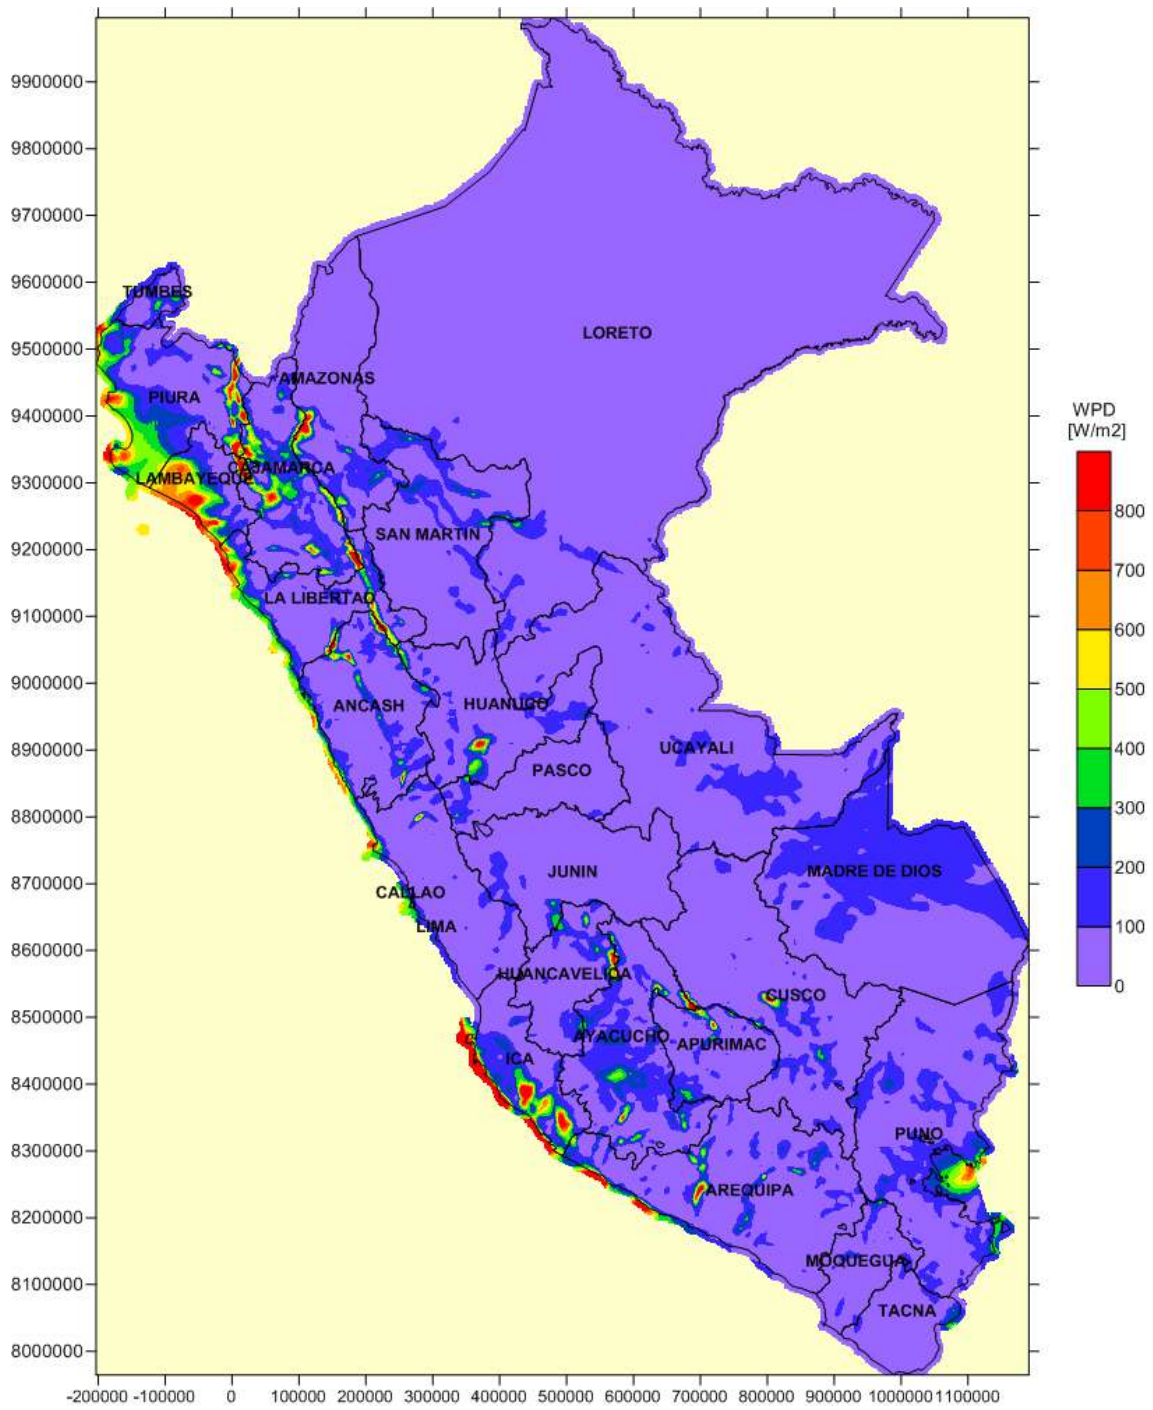 9900000
9800000
9700000
9600000
9500000
9400000
9300000
9200000
9100000
9000000
8900000
8800000
8700000
8600000
8500000
8400000
8300000
8200000
8100000
8000000
TUMBES
LORETO
AMAZONAS
PIURA
CAJAMARCA
LAMBAYEQUE
SAN MARTIN
LA LIBERTAD
ANCASH
HUANUCO
UCAYALI
PASCO
JUNIN
MADRE DE DIOS
CALLAO
LIMA
HUANCAVELICA
CUSCO
AYACUCHO
APURIMAC
ICA
PUNO
AREQUIPA
MOQUEGUA
TACNA
WPD
[W/m2]
800
700
600
500
400
300
200
100
0
-200000 -100000 0 100000 200000 300000 400000 500000 600000 700000 800000 900000 1000000 1100000